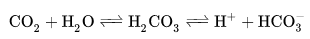 CO₂ + H₂O ⇌ H₂CO₃ ⇌ H⁺ + HCO₃⁻